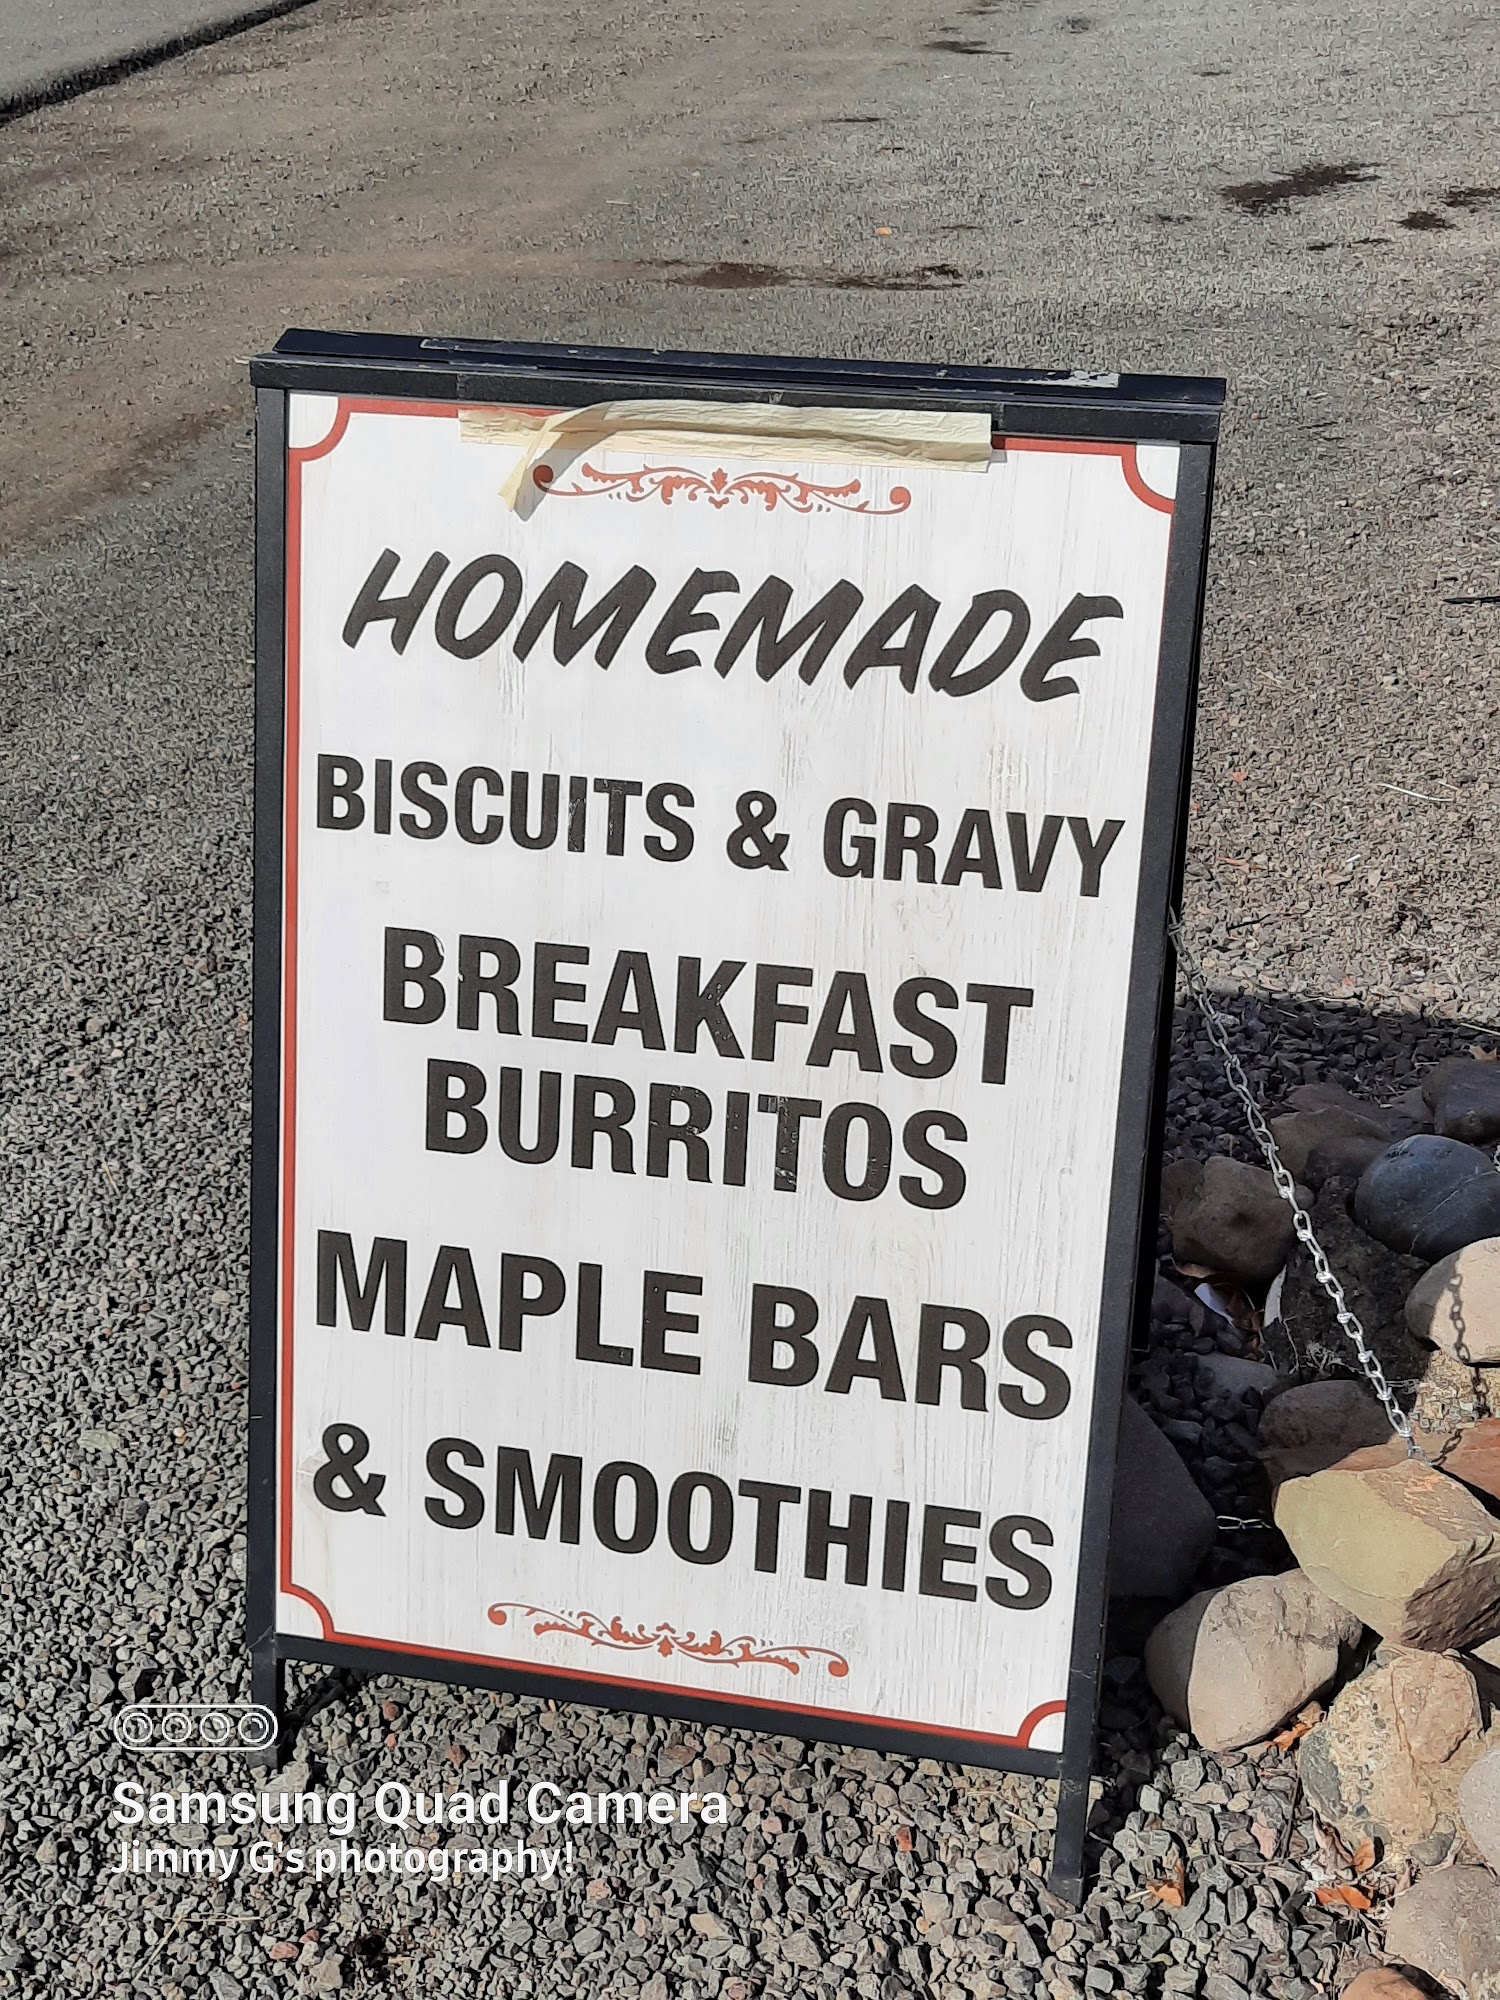 HOMEMADE
BISCUITS & GRAVY
BREAKFAST
BURRITOS
MAPLE BARS
& SMOOTHIES
Samsung Quad Camera
Jimmy G's photography!